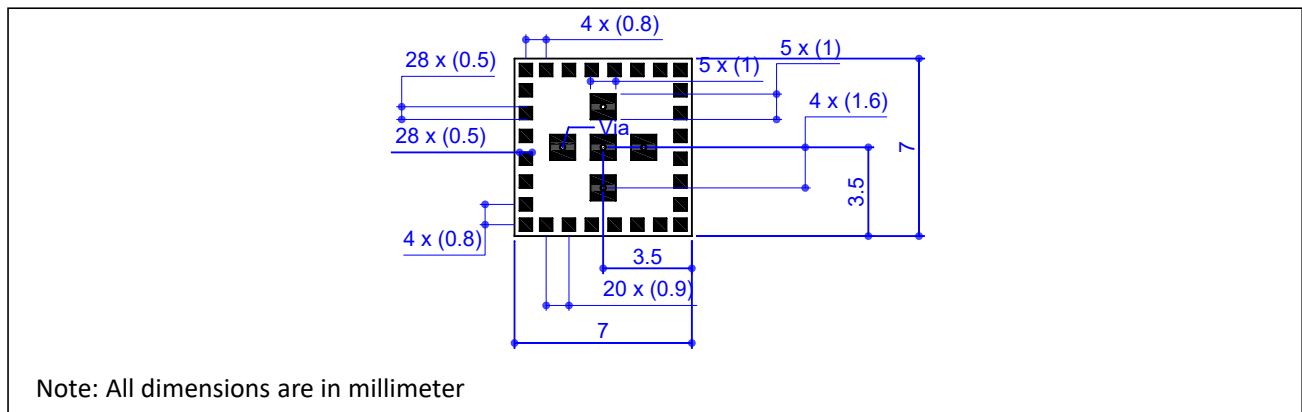 4 x (0.8)
28 x (0.5)
5 x (1)
5 x (1)
4 x (1.6)
Via
28 x (0.5)
7
3.5
4 x (0.8)
3.5
20 x (0.9)
7
Note: All dimensions are in millimeter